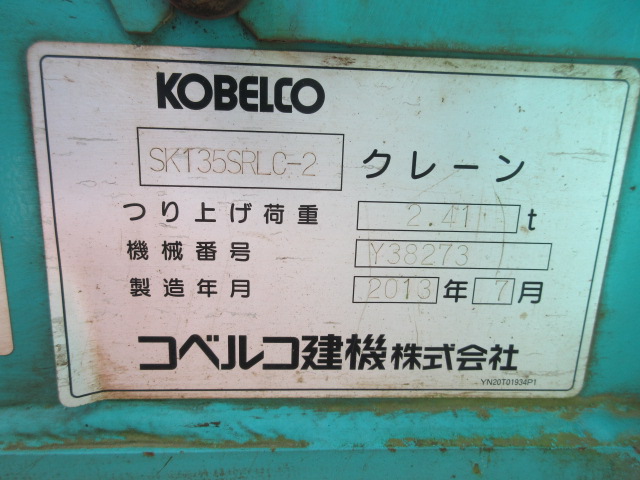 KOBELCO
SK135SRLC-2 クレーン
つり上げ荷重 2.41 t
機械番号 Y38273
製造年月 2013 年 7 月
コベルコ建機株式会社
YN20T01934P1